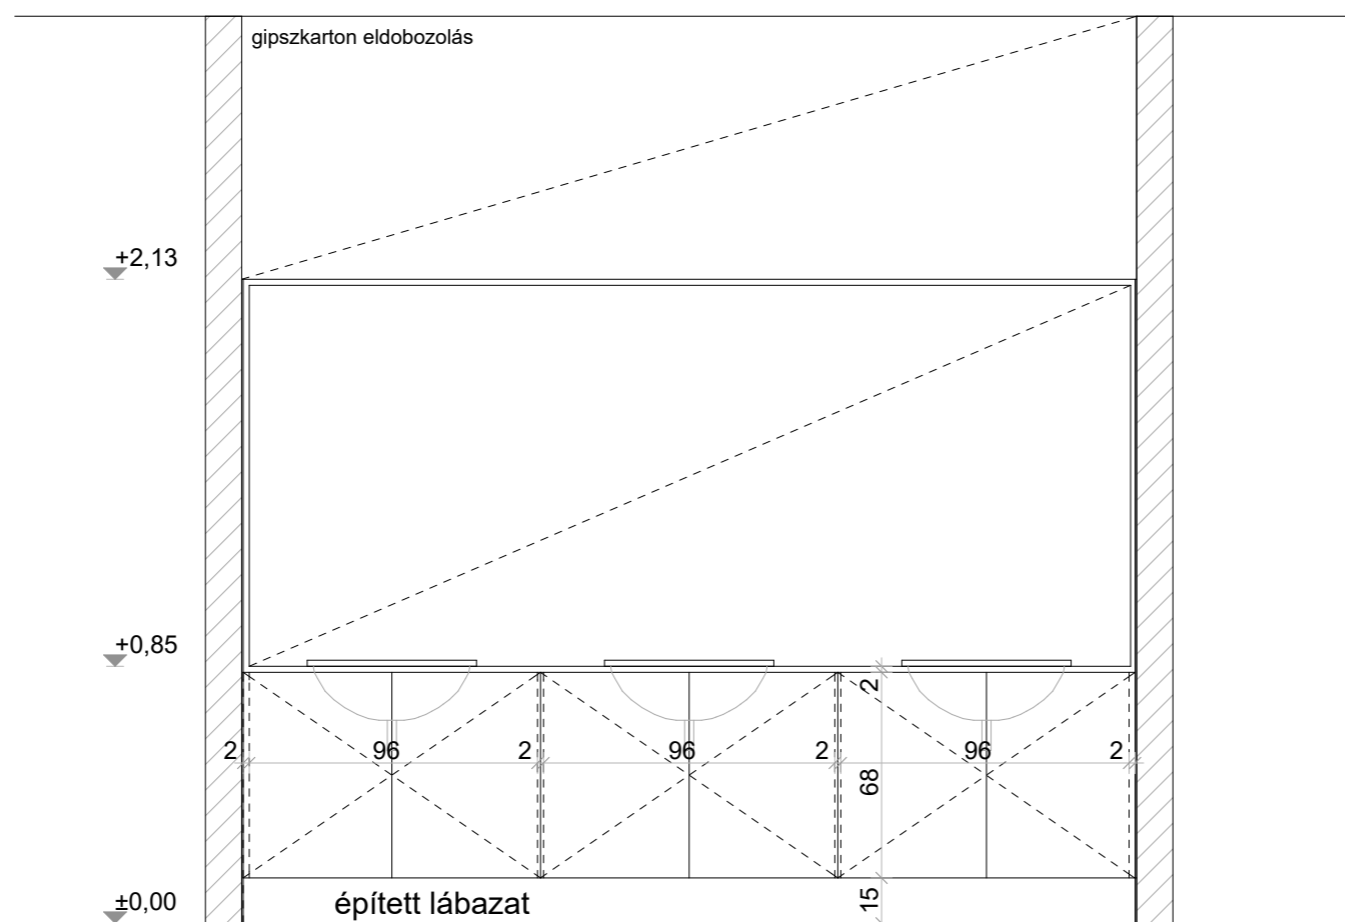 gipszkarton eldobozolás
+2,13
+0,85
2
2 96 2 96 2 96 2
68
±0,00
épített lábazat
15